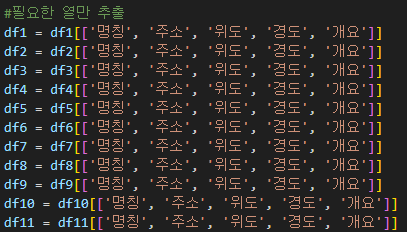 #필요한 열만 추출
df1 = df1[['명칭', '주소', '위도', '경도', '개요']]
df2 = df2[['명칭', '주소', '위도', '경도', '개요']]
df3 = df3[['명칭', '주소', '위도', '경도', '개요']]
df4 = df4[['명칭', '주소', '위도', '경도', '개요']]
df5 = df5[['명칭', '주소', '위도', '경도', '개요']]
df6 = df6[['명칭', '주소', '위도', '경도', '개요']]
df7 = df7[['명칭', '주소', '위도', '경도', '개요']]
df8 = df8[['명칭', '주소', '위도', '경도', '개요']]
df9 = df9[['명칭', '주소', '위도', '경도', '개요']]
df10 = df10[['명칭', '주소', '위도', '경도', '개요']]
df11 = df11[['명칭', '주소', '위도', '경도', '개요']]